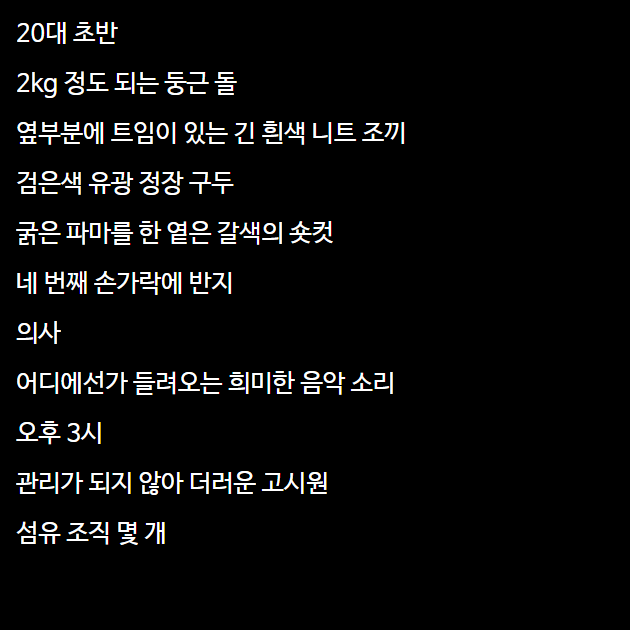 20대 초반
2kg 정도 되는 둥근 돌
옆부분에 트임이 있는 긴 흰색 니트 조끼
검은색 유광 정장 구두
굵은 파마를 한 옅은 갈색의 숏컷
네 번째 손가락에 반지
의사
어디에선가 들려오는 희미한 음악 소리
오후 3시
관리가 되지 않아 더러운 고시원
섬유 조직 몇 개